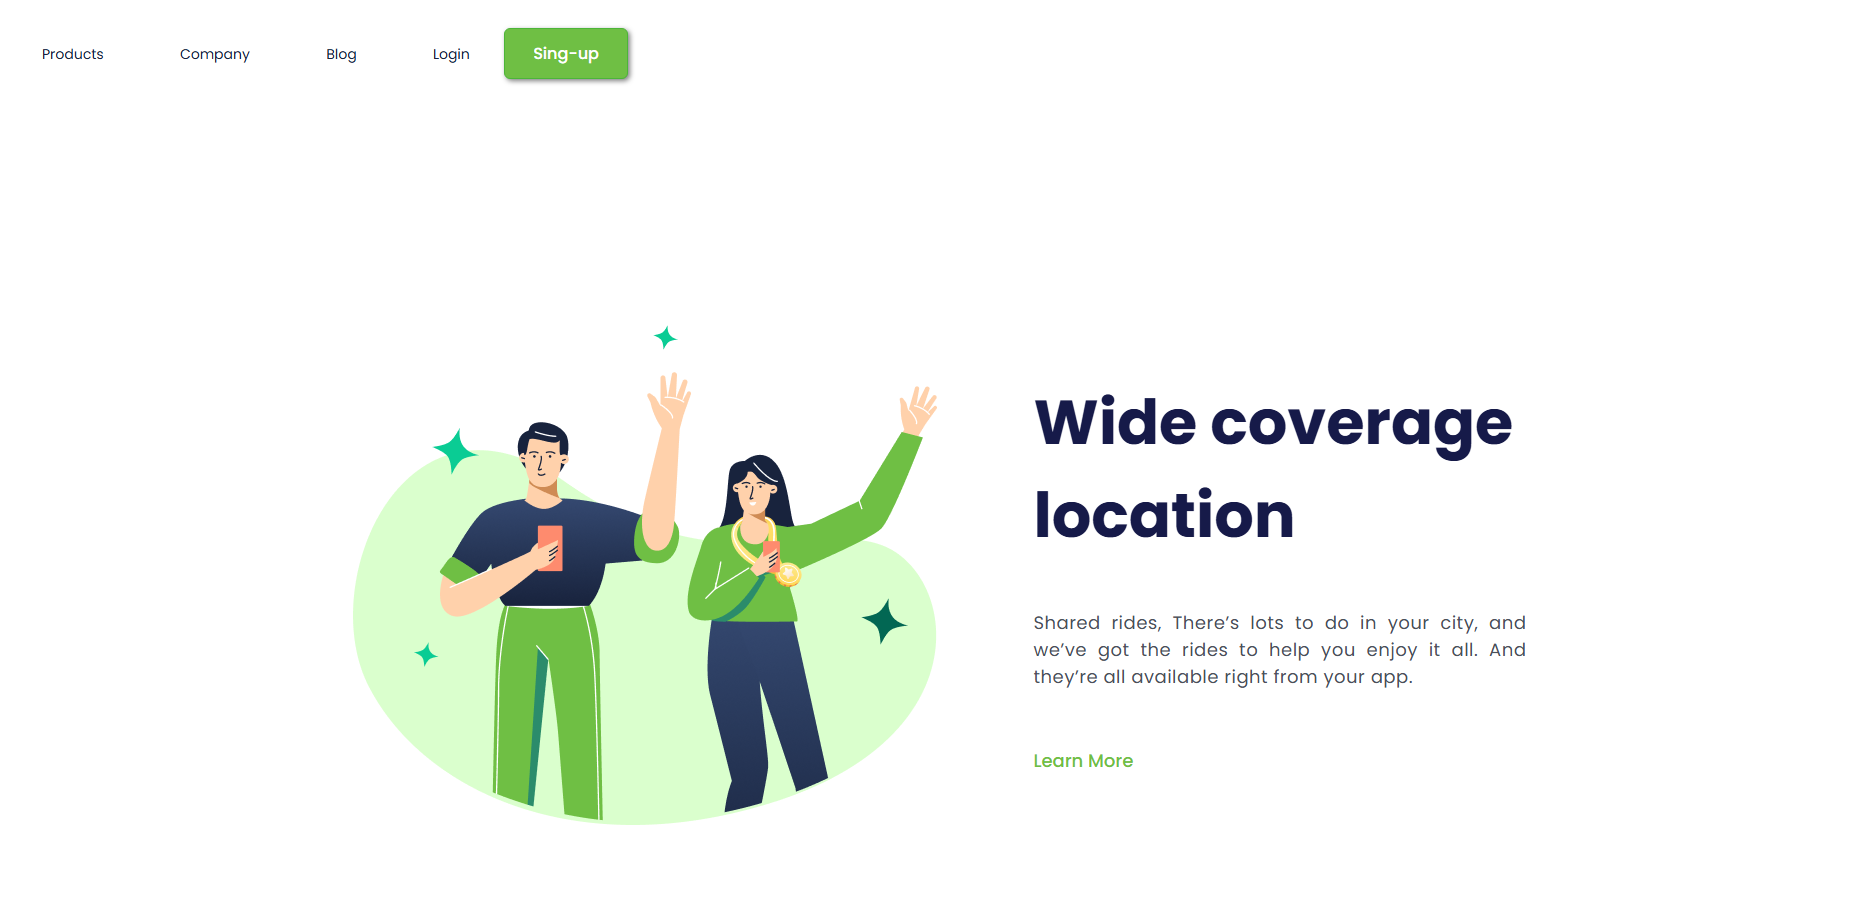 Products Company Blog Login Sing-up
Wide coverage
location
Shared rides, There’s lots to do in your city, and
we’ve got the rides to help you enjoy it all. And
they’re all available right from your app.
Learn More